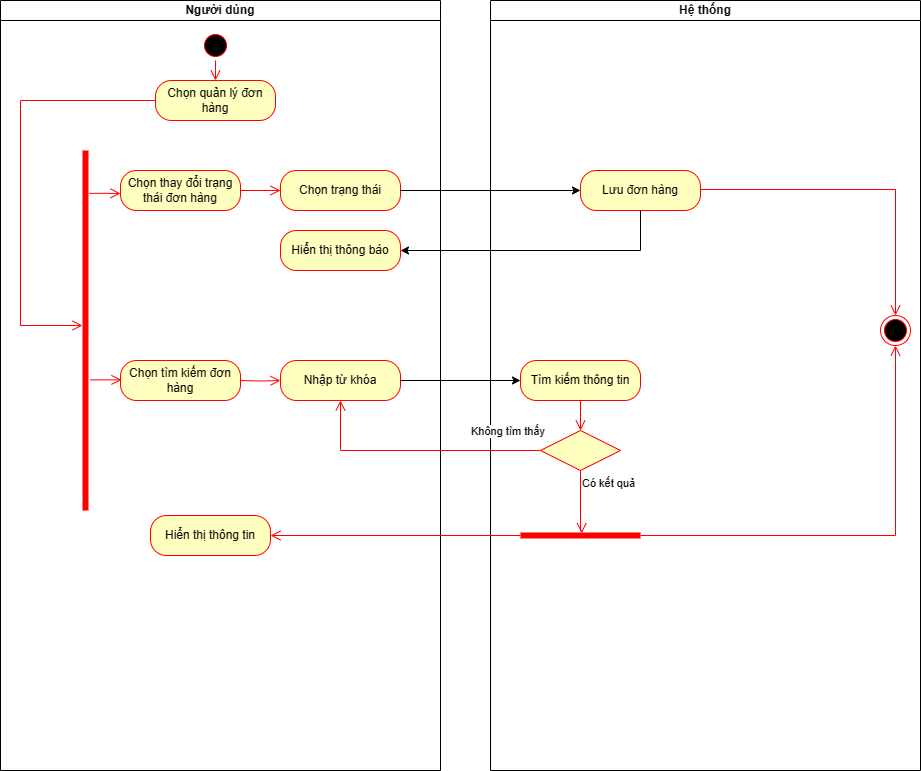 Người dùng
Hệ thống
Chọn quản lý đơn
hàng
Chọn thay đổi trạng
thái đơn hàng
Chọn trạng thái
Lưu đơn hàng
Hiển thị thông báo
Chọn tìm kiếm đơn
hàng
Nhập từ khóa
Tìm kiếm thông tin
Không tìm thấy
Có kết quả
Hiển thị thông tin